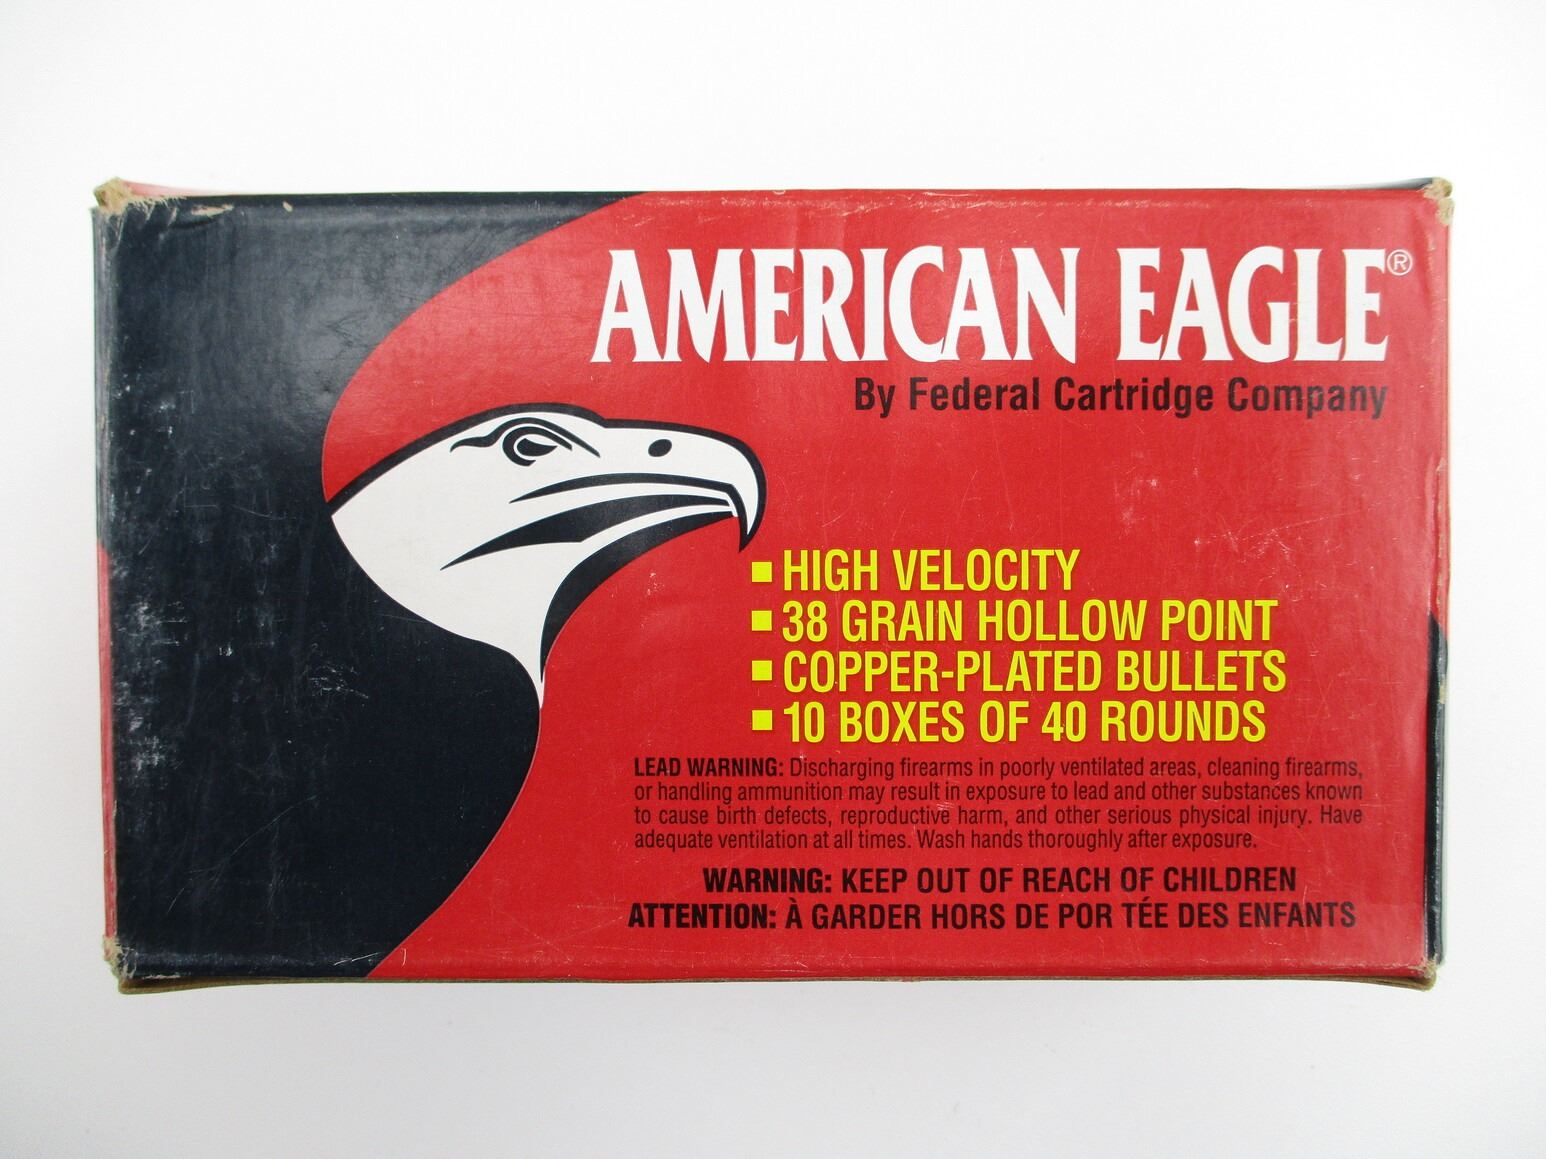 AMERICAN EAGLE®
By Federal Cartridge Company
■ HIGH VELOCITY
■ 38 GRAIN HOLLOW POINT
■ COPPER-PLATED BULLETS
■ 10 BOXES OF 40 ROUNDS
LEAD WARNING: Discharging firearms in poorly ventilated areas, cleaning firearms,
or handling ammunition may result in exposure to lead and other substances known
to cause birth defects, reproductive harm, and other serious physical injury. Have
adequate ventilation at all times. Wash hands thoroughly after exposure.
WARNING: KEEP OUT OF REACH OF CHILDREN
ATTENTION: À GARDER HORS DE POR TÉE DES ENFANTS